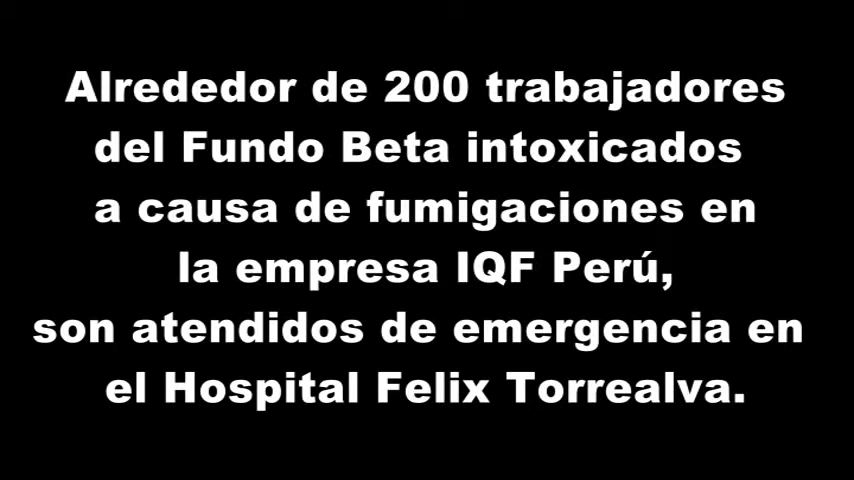 Alrededor de 200 trabajadores
del Fundo Beta intoxicados
a causa de fumigaciones en
la empresa IQF Perú,
son atendidos de emergencia en
el Hospital Felix Torrealva.